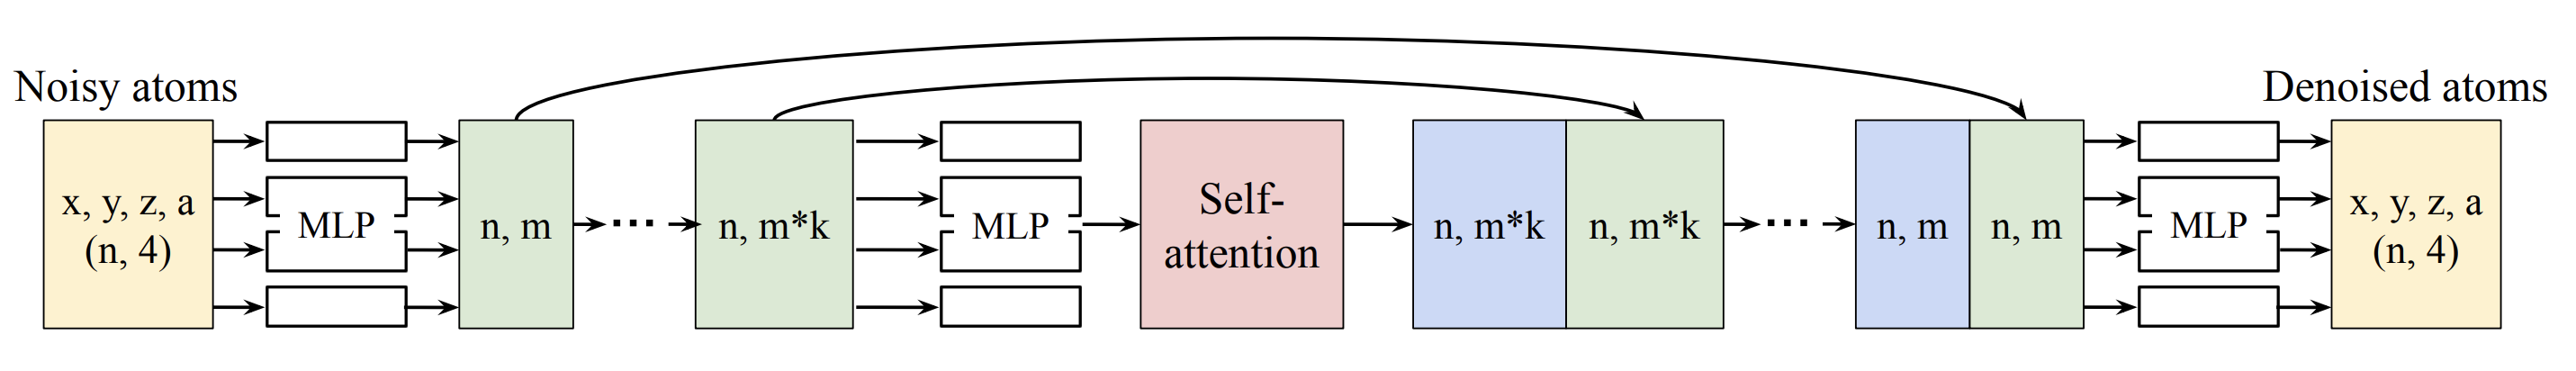 Noisy atoms
x, y, z, a
(n, 4)
MLP
n, m
...
n, m*k
MLP
Self-
attention
n, m*k
n, m*k
...
n, m
n, m
MLP
Denoised atoms
x, y, z, a
(n, 4)